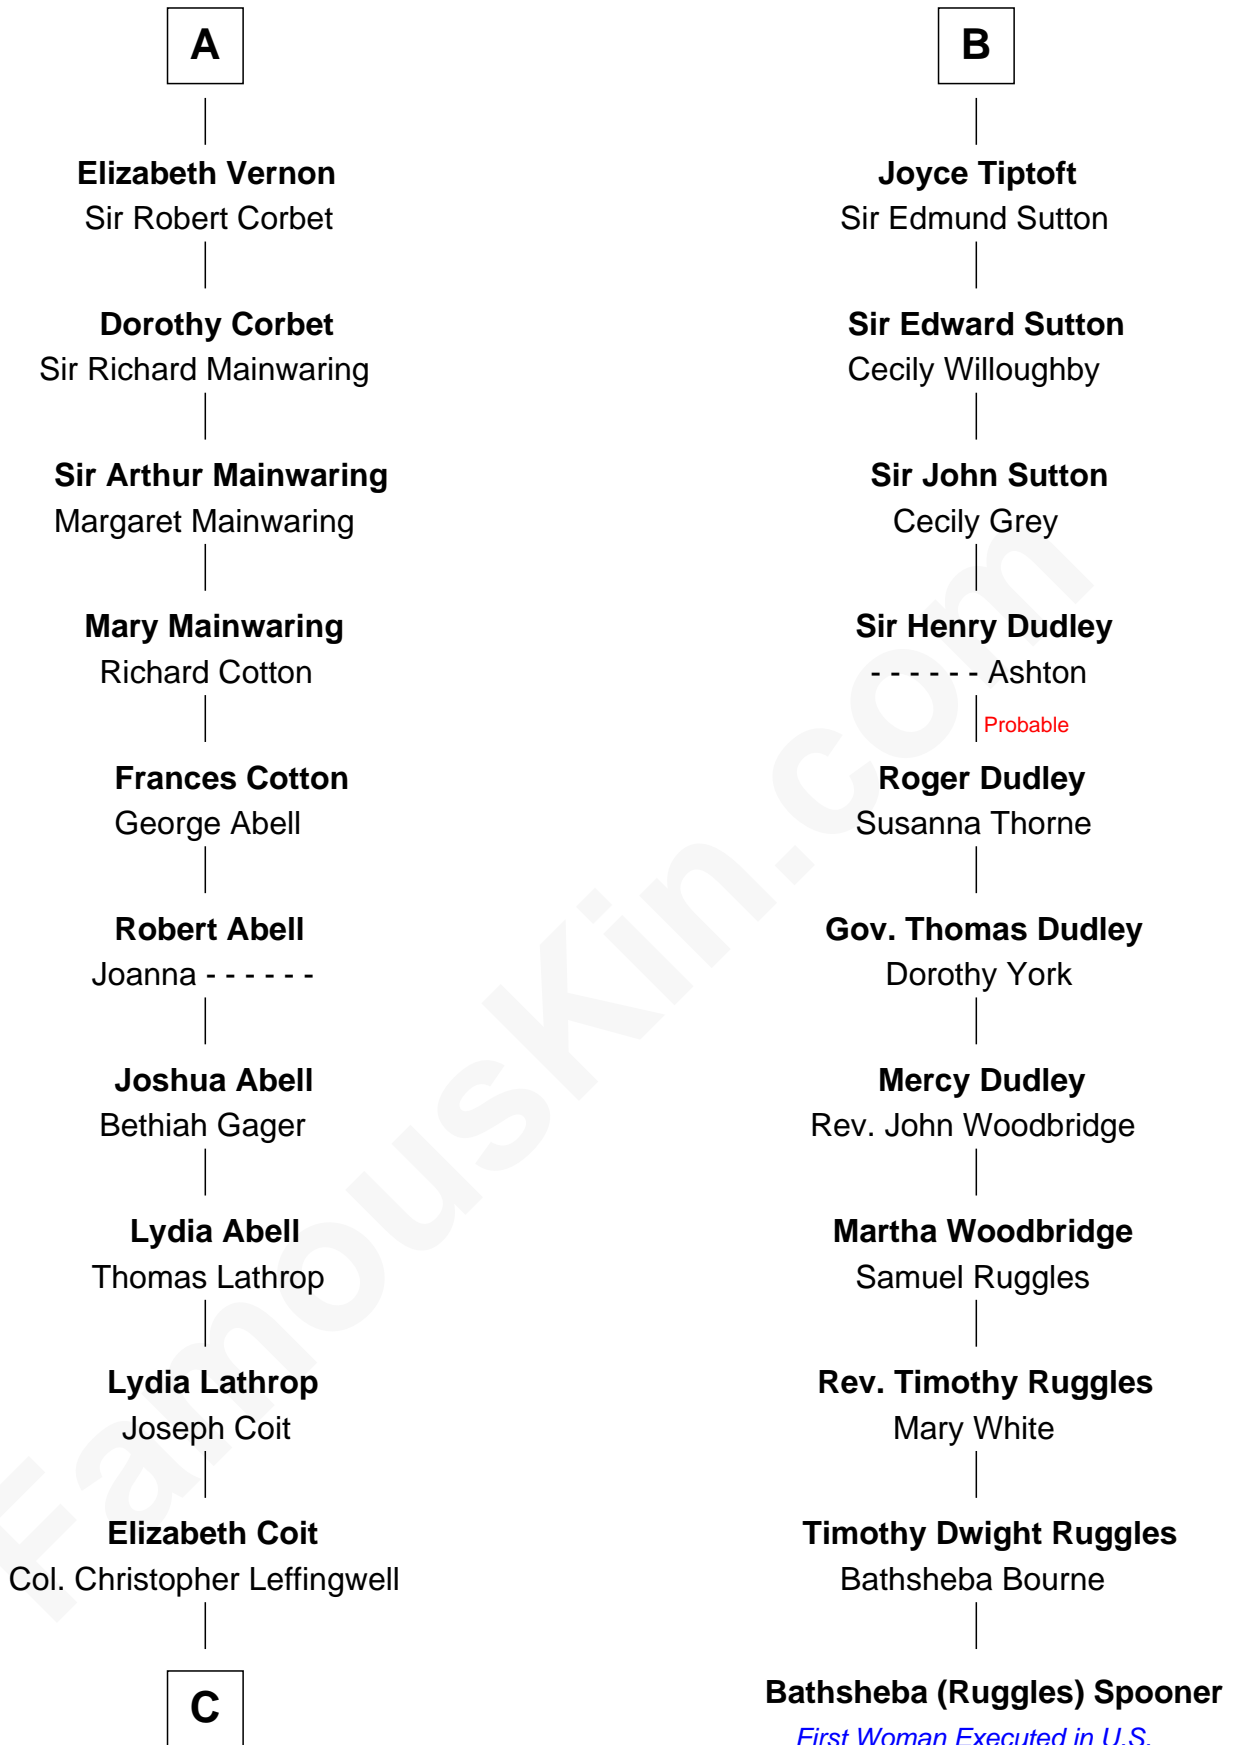 A
Elizabeth Vernon
Sir Robert Corbet
Dorothy Corbet
Sir Richard Mainwaring
Sir Arthur Mainwaring
Margaret Mainwaring
Mary Mainwaring
Richard Cotton
Frances Cotton
George Abell
Robert Abell
Joanna - - - - - -
Joshua Abell
Bethiah Gager
Lydia Abell
Thomas Lathrop
Lydia Lathrop
Joseph Coit
Elizabeth Coit
Col. Christopher Leffingwell
C
B
Joyce Tiptoft
Sir Edmund Sutton
Sir Edward Sutton
Cecily Willoughby
Sir John Sutton
Cecily Grey
Sir Henry Dudley
- - - - - - Ashton
Probable
Roger Dudley
Susanna Thorne
Gov. Thomas Dudley
Dorothy York
Mercy Dudley
Rev. John Woodbridge
Martha Woodbridge
Samuel Ruggles
Rev. Timothy Ruggles
Mary White
Timothy Dwight Ruggles
Bathsheba Bourne
Bathsheba (Ruggles) Spooner
First Woman Executed in U.S.
FamousKin.com